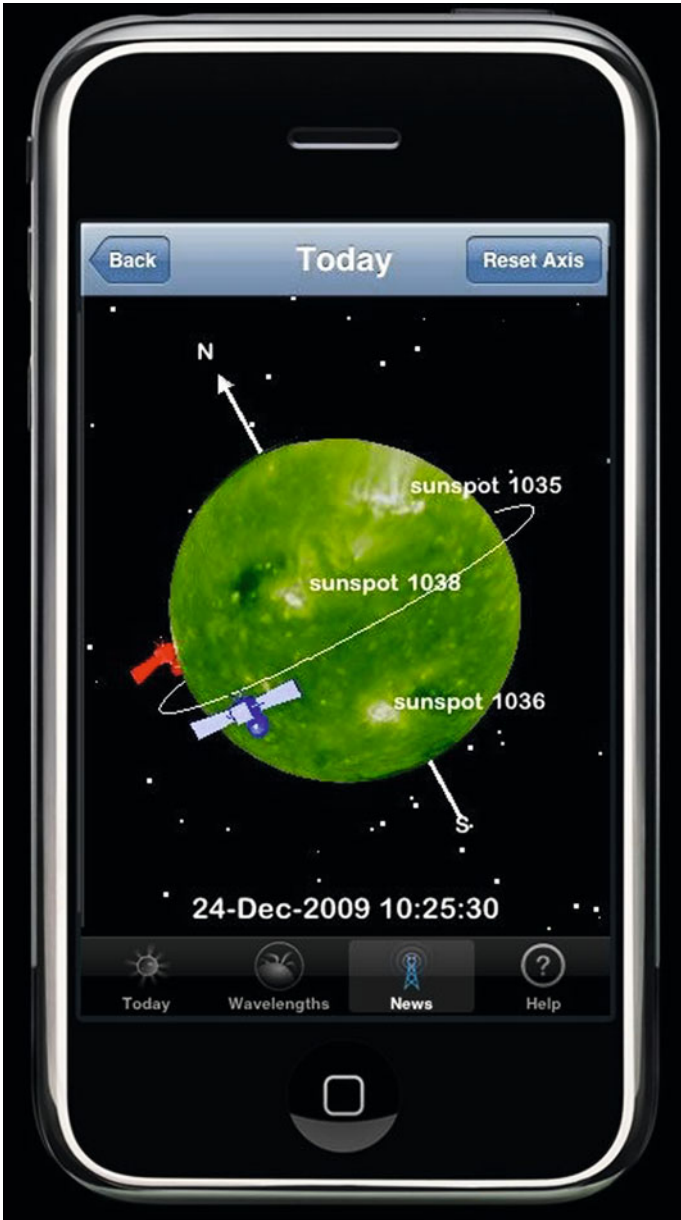 Back
Today
Reset Axis
N
sunspot 1035
sunspot 1038
sunspot 1036
S
24-Dec-2009 10:25:30
Today
Wavelengths
News
?
Help